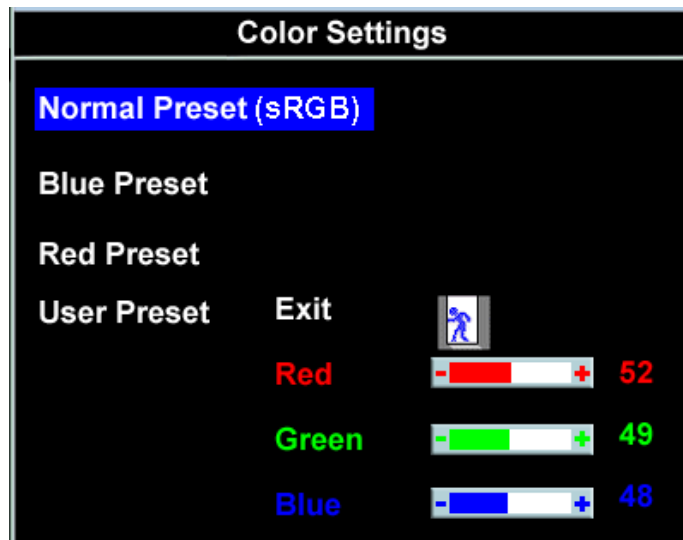 Color Settings
Normal Preset (sRGB)
Blue Preset
Red Preset
User Preset Exit
Red - + 52
Green - + 49
Blue - + 48